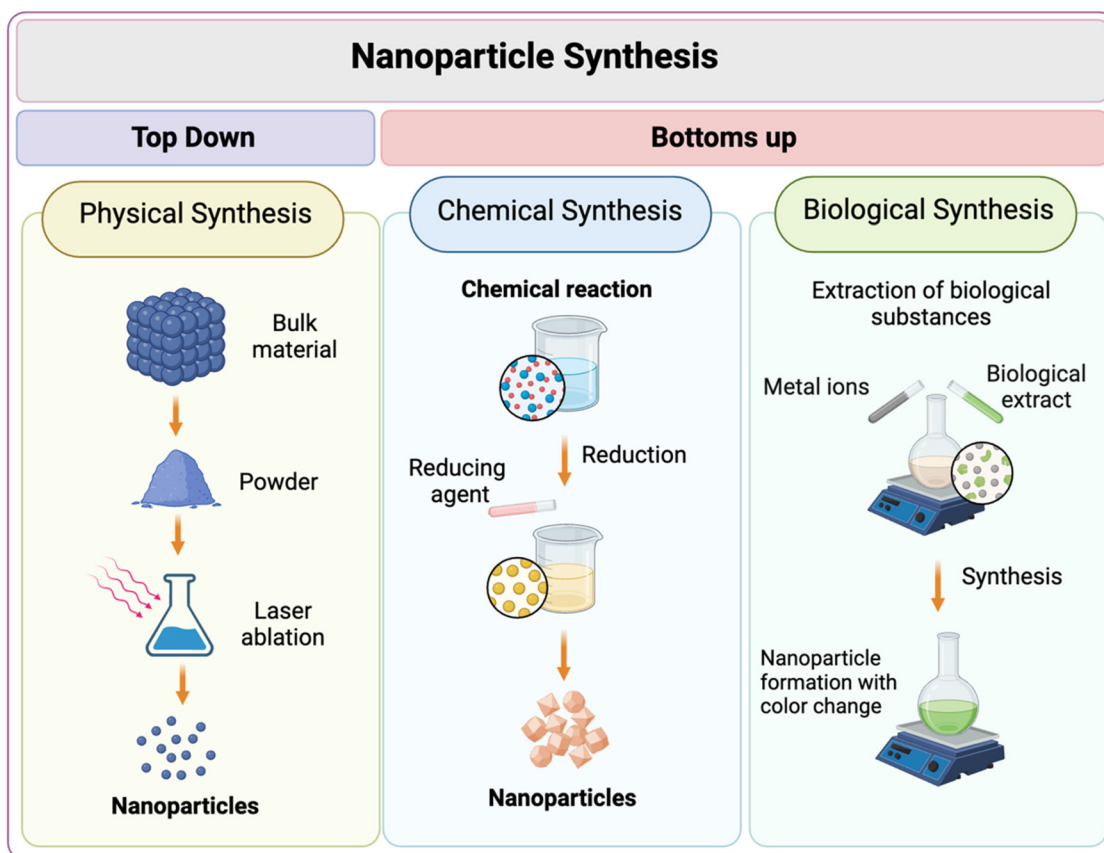 Nanoparticle Synthesis
Top Down
Bottoms up
Physical Synthesis
Bulk
material
Powder
Laser
ablation
Nanoparticles
Chemical Synthesis
Chemical reaction
Reduction
Reducing
agent
Nanoparticles
Biological Synthesis
Extraction of biological
substances
Metal ions
Biological
extract
Synthesis
Nanoparticle
formation with
color change